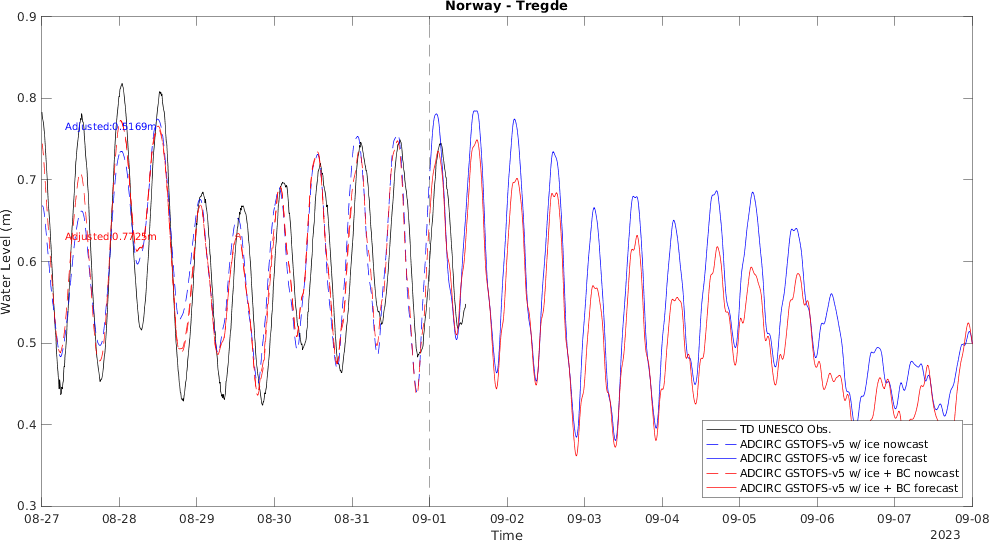 Norway - Tregde
Water Level (m)
0.9
0.8
0.7
0.6
0.5
0.4
0.3
Adjusted:0.5169m
Adjusted:0.7725m
TD UNESCO Obs.
ADCIRC GSTOFS-v5 w/ ice nowcast
ADCIRC GSTOFS-v5 w/ ice forecast
ADCIRC GSTOFS-v5 w/ ice + BC nowcast
ADCIRC GSTOFS-v5 w/ ice + BC forecast
08-27 08-28 08-29 08-30 08-31 09-01 09-02 09-03 09-04 09-05 09-06 09-07 09-08
Time
2023